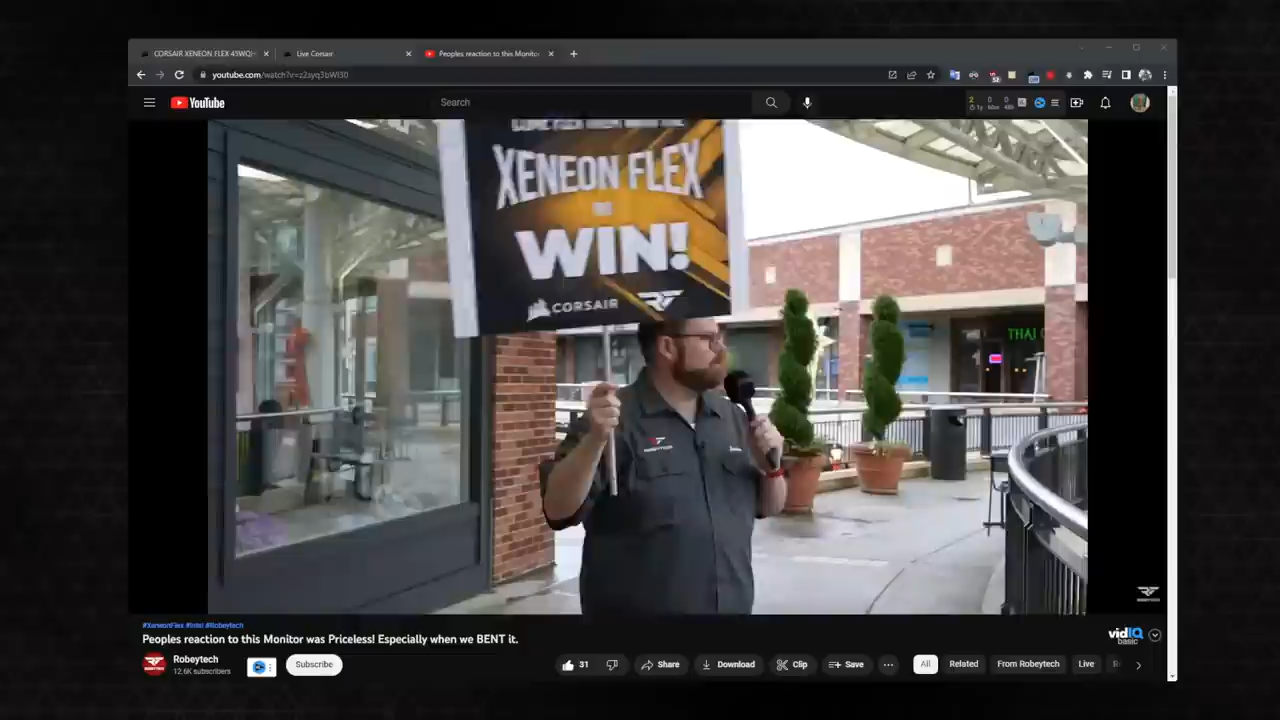 CORSAIR XENEON FLEX 45WQH
Live Corsair
Peoples reaction to this Monito
youtube.com/watch?v=z2syq3bWI30
YouTube
Search
XENEON FLEX
WIN!
CORSAIR
THAI
#XeneonFlex #Intel #Robeytech
Peoples reaction to this Monitor was Priceless! Especially when we BENT it.
vidIQ
basic
Robeytech
12.6K subscribers
Subscribe
31
Share
Download
Clip
Save
All
Related
From Robeytech
Live